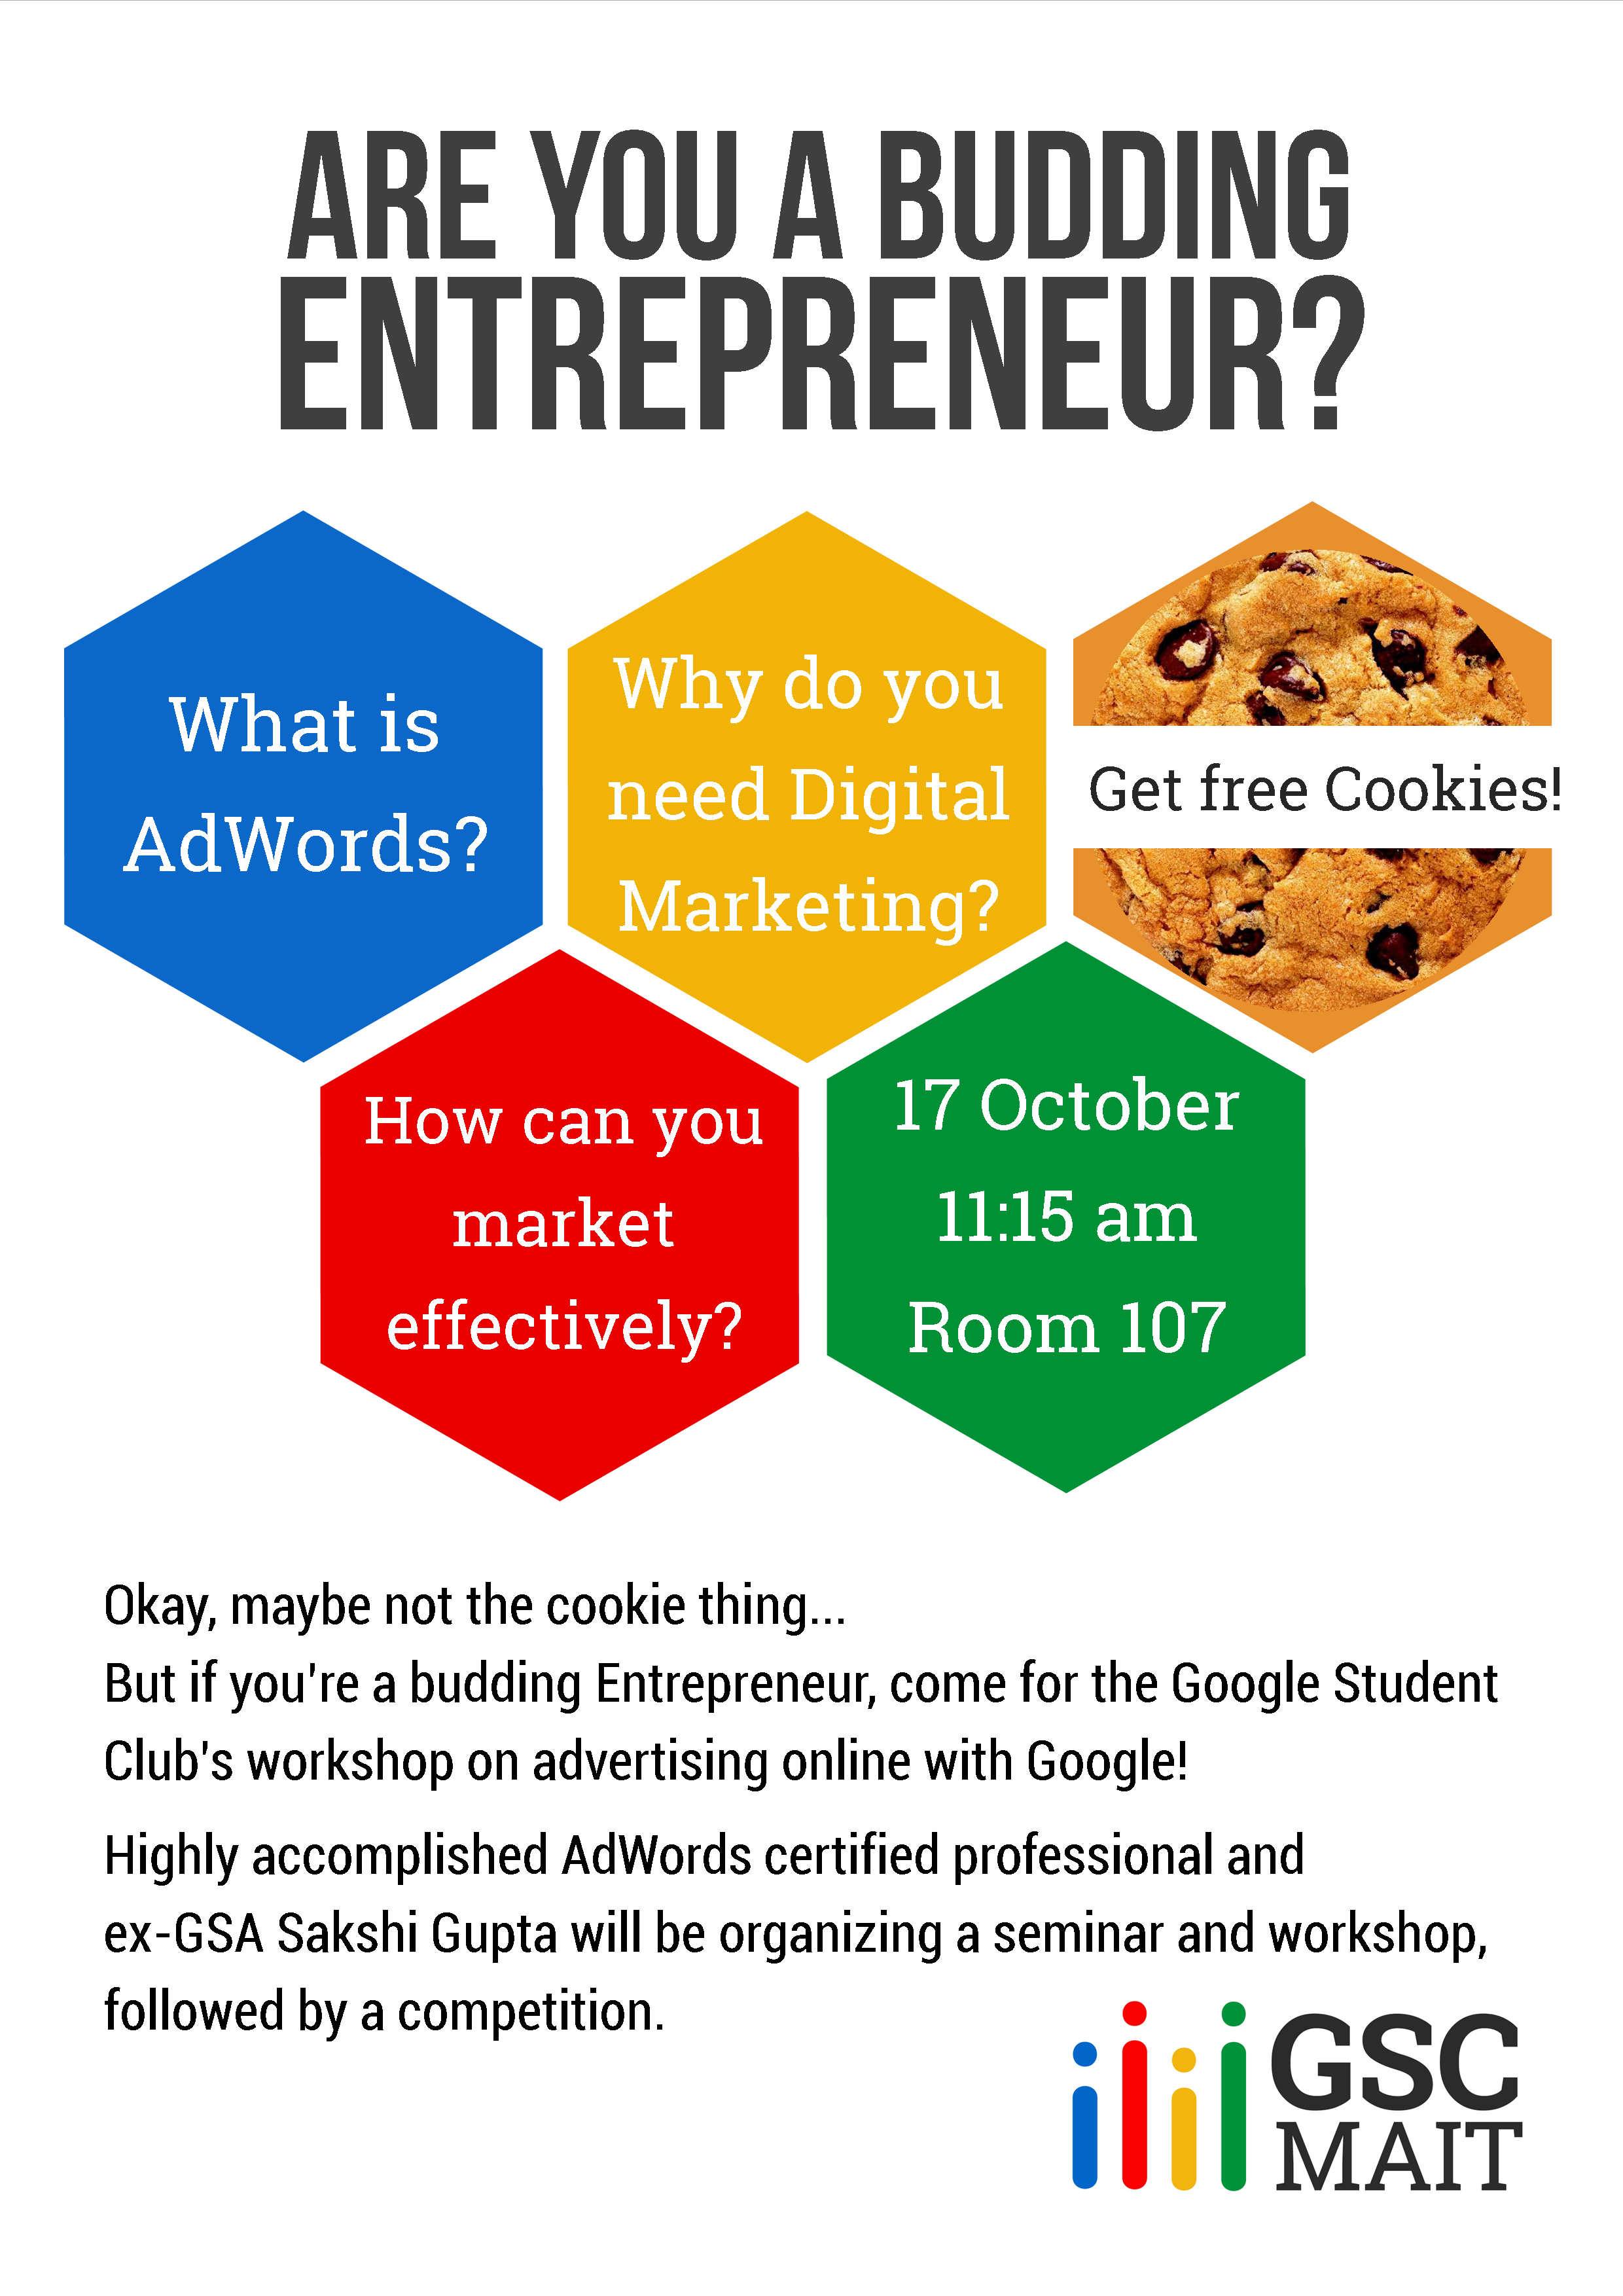 ARE YOU A BUDDING
ENTREPRENEUR?
What is
AdWords?
Why do you
need Digital
Marketing?
Get free Cookies!
How can you
market
effectively?
17 October
11:15 am
Room 107
Okay, maybe not the cookie thing...
But if you're a budding Entrepreneur, come for the Google Student
Club's workshop on advertising online with Google!
Highly accomplished AdWords certified professional and
ex-GSA Sakshi Gupta will be organizing a seminar and workshop,
followed by a competition.
GSC
MAIT